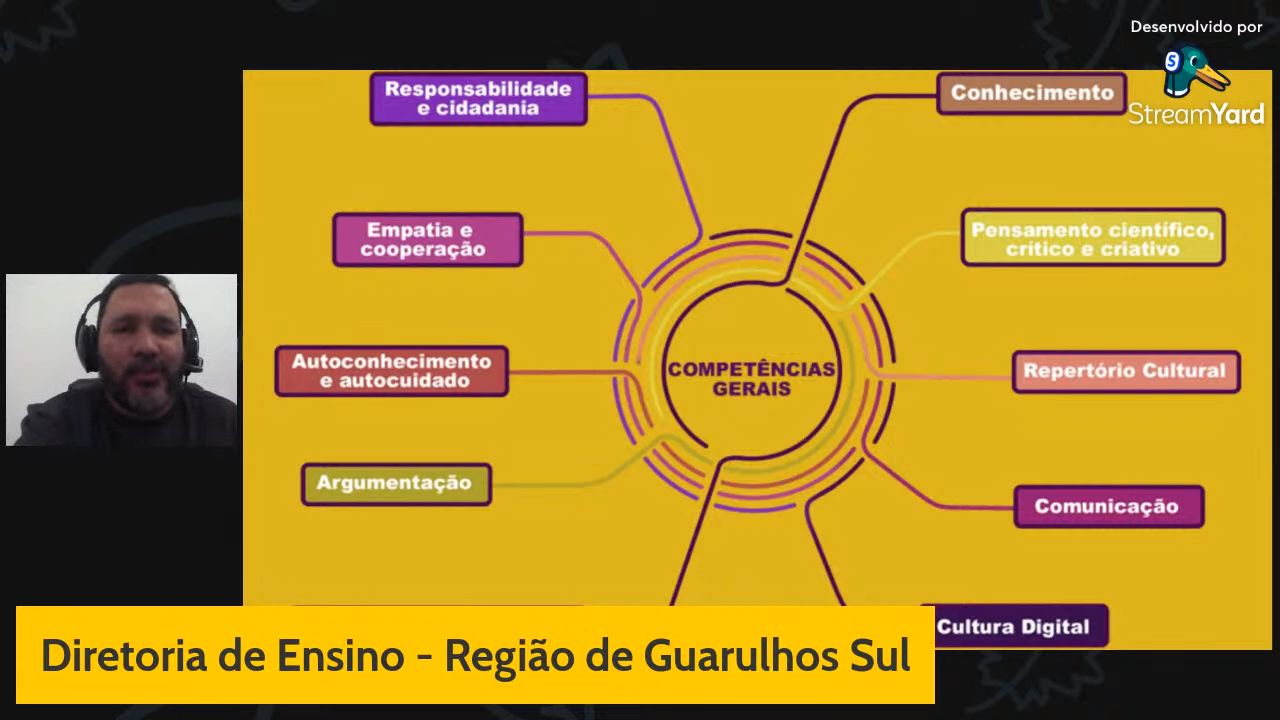 Desenvolvido por
StreamYard
Responsabilidade
e cidadania
Conhecimento
Empatia e
cooperação
Pensamento científico,
crítico e criativo
Autoconhecimento
e autocuidado
COMPETÊNCIAS
GERAIS
Repertório Cultural
Argumentação
Comunicação
Cultura Digital
Diretoria de Ensino - Região de Guarulhos Sul